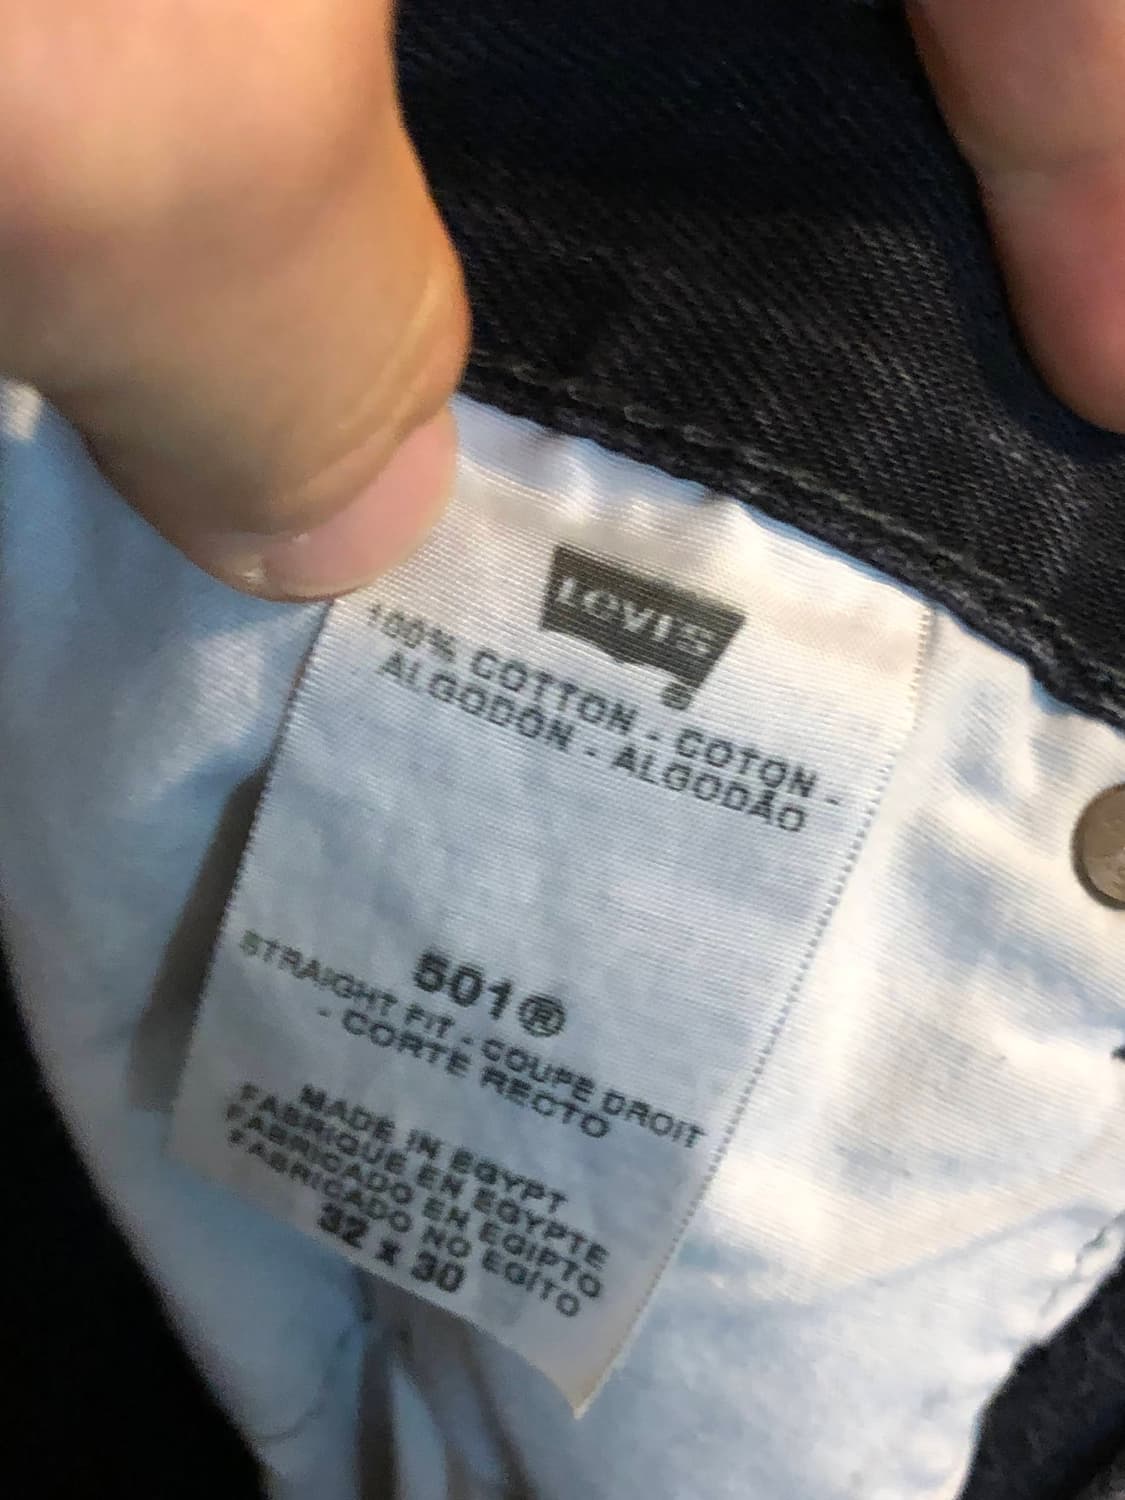 Levi's
®
100% COTTON - COTON -
ALGODÓN - ALGODÃO
501®
STRAIGHT FIT - COUPE DROIT
- CORTE RECTO
MADE IN EGYPT
FABRIQUE EN EGYPTE
FABRICADO EN EGIPTO
FABRICADO NO EGITO
32 x 30